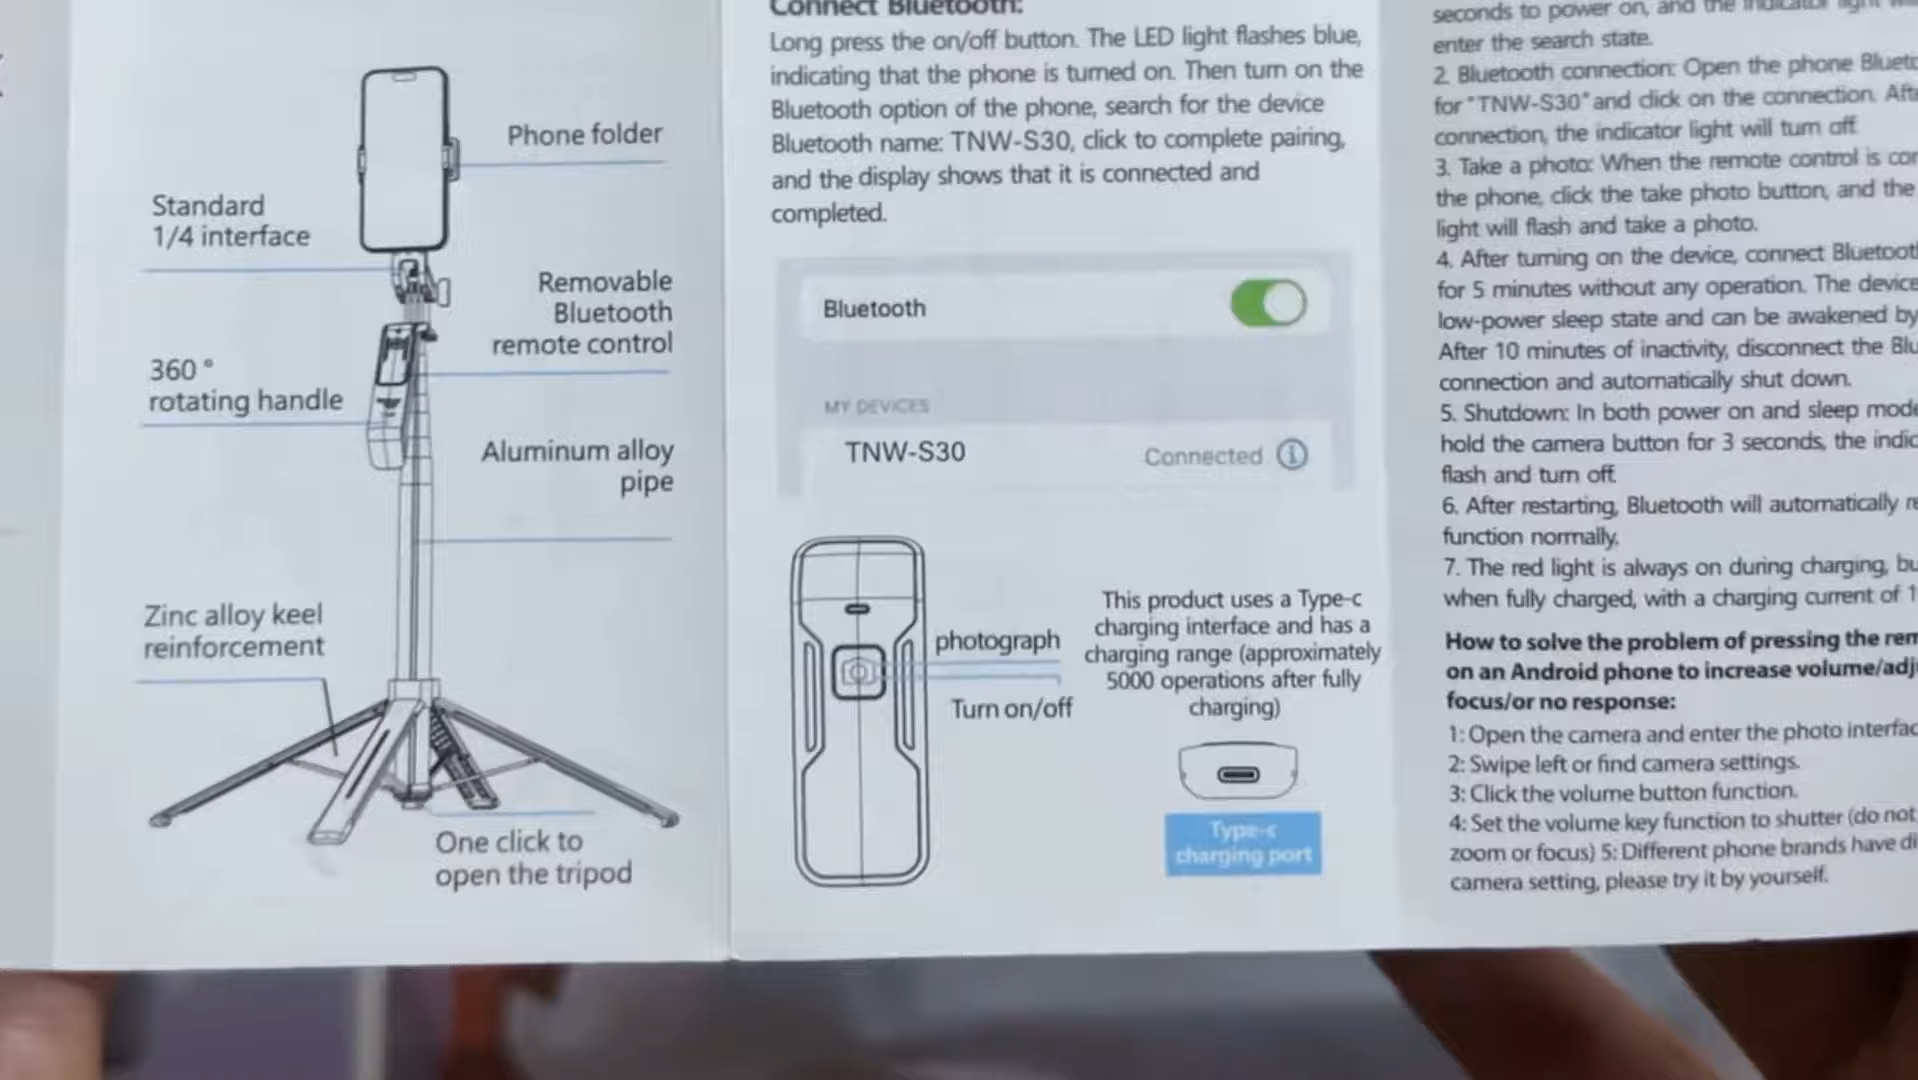 Phone folder
Standard
1/4 interface
Removable
Bluetooth
remote control
360 °
rotating handle
Aluminum alloy
pipe
Zinc alloy keel
reinforcement
One click to
open the tripod
Connect Bluetooth:
Long press the on/off button. The LED light flashes blue,
indicating that the phone is turned on. Then turn on the
Bluetooth option of the phone, search for the device
Bluetooth name: TNW-S30, click to complete pairing,
and the display shows that it is connected and
completed.
Bluetooth
MY DEVICES
TNW-S30 Connected
photograph
Turn on/off
This product uses a Type-c
charging interface and has a
charging range (approximately
5000 operations after fully
charging)
Type-c
charging port
seconds to power on, and the indicator light
enter the search state.
2. Bluetooth connection: Open the phone
for "TNW-S30" and click on the connection.
connection, the indicator light will turn off.
3. Take a photo: When the remote control is
the phone, click the take photo button, and the
light will flash and take a photo.
4. After turning on the device, connect
for 5 minutes without any operation. The device
low-power sleep state and can be awakened by
After 10 minutes of inactivity, disconnect the
connection and automatically shut down.
5. Shutdown: In both power on and sleep
hold the camera button for 3 seconds, the
flash and turn off.
6. After restarting, Bluetooth will automatically
function normally.
7. The red light is always on during charging,
when fully charged, with a charging current of
How to solve the problem of pressing the
on an Android phone to increase
focus/or no response:
1: Open the camera and enter the photo
2: Swipe left or find camera settings.
3: Click the volume button function.
4: Set the volume key function to shutter (do not
zoom or focus) 5: Different phone brands have
camera setting, please try it by yourself.